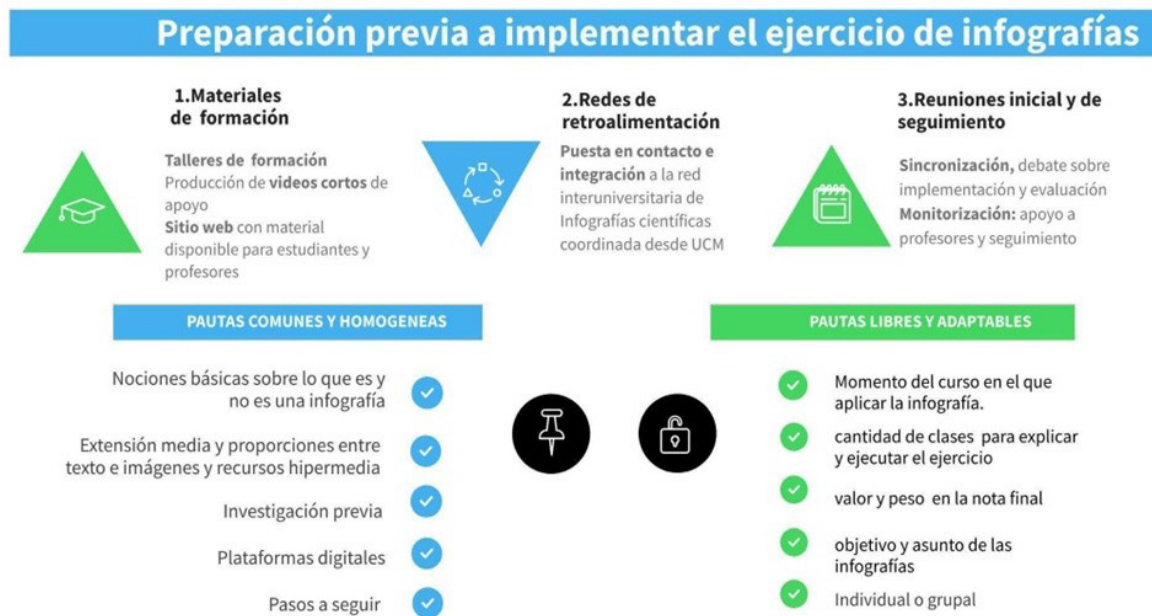 Preparación previa a implementar el ejercicio de infografías
1.Materiales
de formación
Talleres de formación
Producción de videos cortos de
apoyo
Sitio web con material
disponible para estudiantes y
profesores
2.Redes de
retroalimentación
Puesta en contacto e
integración a la red
interuniversitaria de
Infografías científicas
coordinada desde UCM
3.Reuniones inicial y de
seguimiento
Sincronización, debate sobre
implementación y evaluación
Monitorización: apoyo a
profesores y seguimiento
PAUTAS COMUNES Y HOMOGENEAS
Nociones básicas sobre lo que es y
no es una infografía
Extensión media y proporciones entre
texto e imágenes y recursos hipermedia
Investigación previa
Plataformas digitales
Pasos a seguir
PAUTAS LIBRES Y ADAPTABLES
Momento del curso en el que
aplicar la infografía.
cantidad de clases para explicar
y ejecutar el ejercicio
valor y peso en la nota final
objetivo y asunto de las
infografías
Individual o grupal